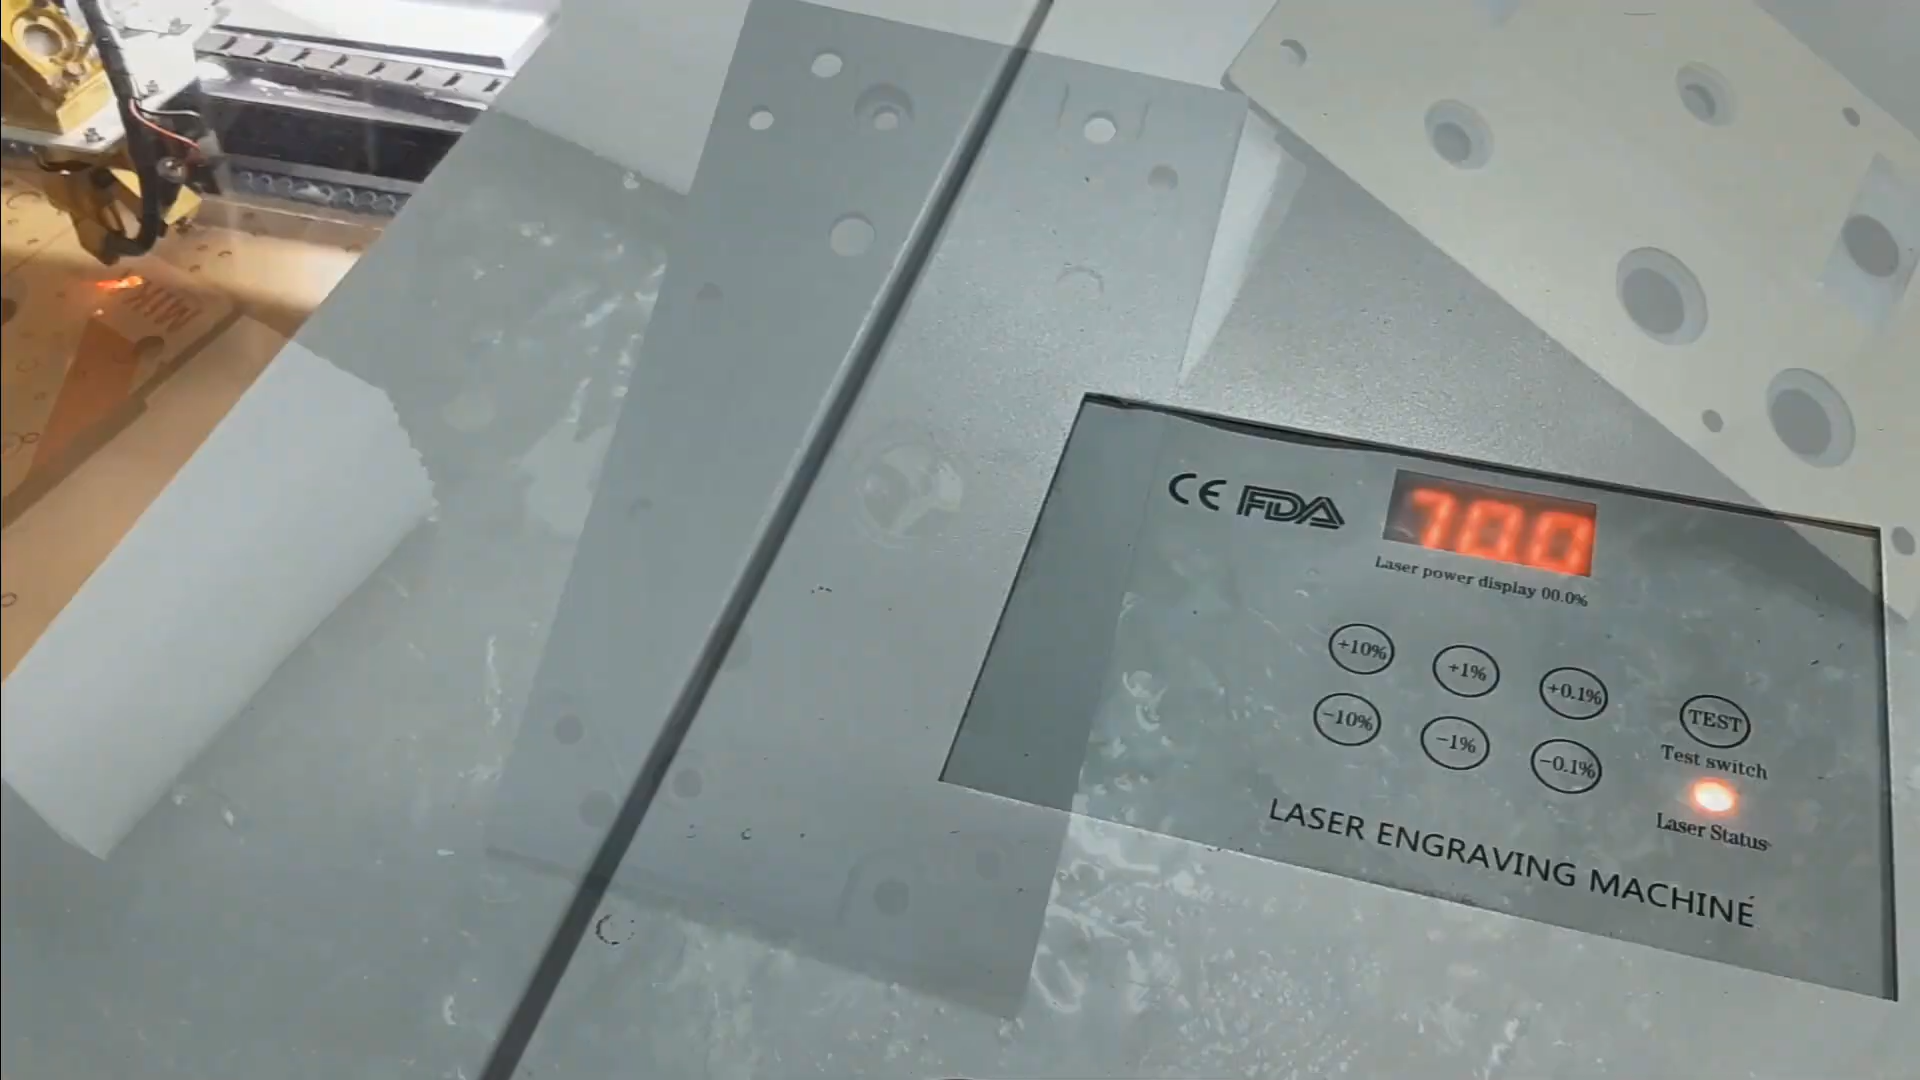 CE FDA
70.0
Laser power display 00.0%
+10% +1% +0.1%
TEST
-10% -1% -0.1%
Test switch
Laser Status
LASER ENGRAVING MACHINE